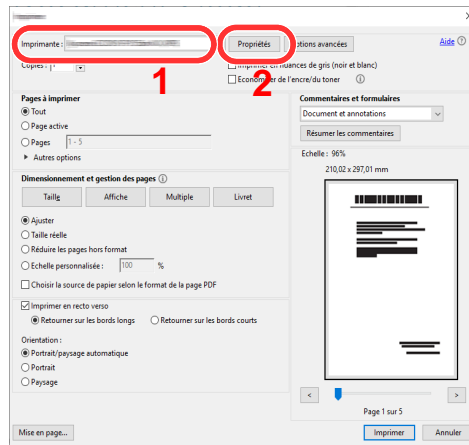 Imprimante :
Propriétés
Options avancées
Aide
Copies :
Imprimer en nuances de gris (noir et blanc)
1
2
Economiser de l'encre/du toner
Pages à imprimer
Tout
Page active
Pages 1 - 5
Autres options
Commentaires et formulaires
Document et annotations
Résumer les commentaires
Echelle : 96%
210,02 x 297,01 mm
Dimensionnement et gestion des pages
Taille
Affiche
Multiple
Livret
Ajuster
Taille réelle
Réduire les pages hors format
Echelle personnalisée : 100 %
Choisir la source de papier selon le format de la page PDF
Imprimer en recto verso
Retourner sur les bords longs
Retourner sur les bords courts
Orientation :
Portrait/paysage automatique
Portrait
Paysage
<
>
Page 1 sur 5
Mise en page...
Imprimer
Annuler